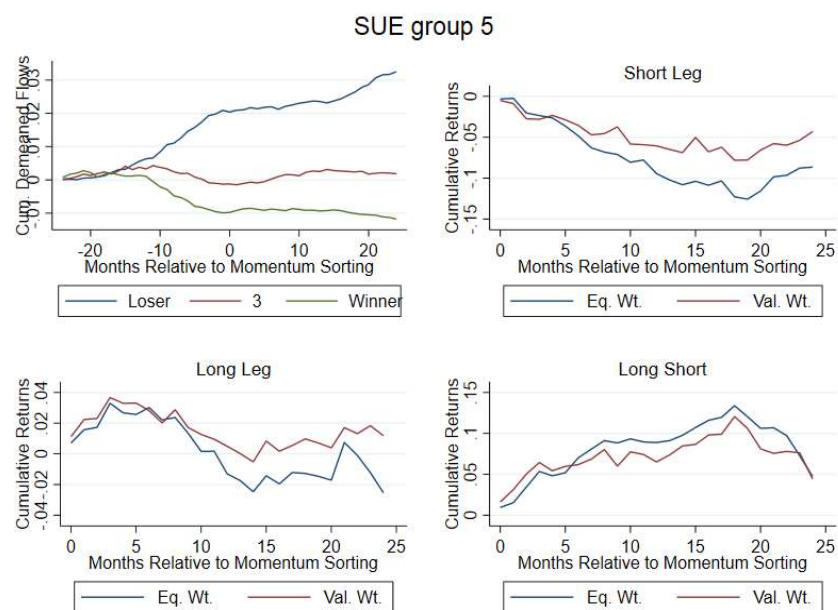 SUE group 5
Cum. Demeaned Flows
.03
.02
.01
0
-.01
-20 -10 0 10 20
Months Relative to Momentum Sorting
Loser 3 Winner
Short Leg
Cumulative Returns
0
-.05
-.1
-.15
0 5 10 15 20 25
Months Relative to Momentum Sorting
Eq. Wt. Val. Wt.
Long Leg
Cumulative Returns
.04
.02
0
-.02
-.04
0 5 10 15 20 25
Months Relative to Momentum Sorting
Eq. Wt. Val. Wt.
Long Short
Cumulative Returns
.15
.1
.05
0
0 5 10 15 20 25
Months Relative to Momentum Sorting
Eq. Wt. Val. Wt.